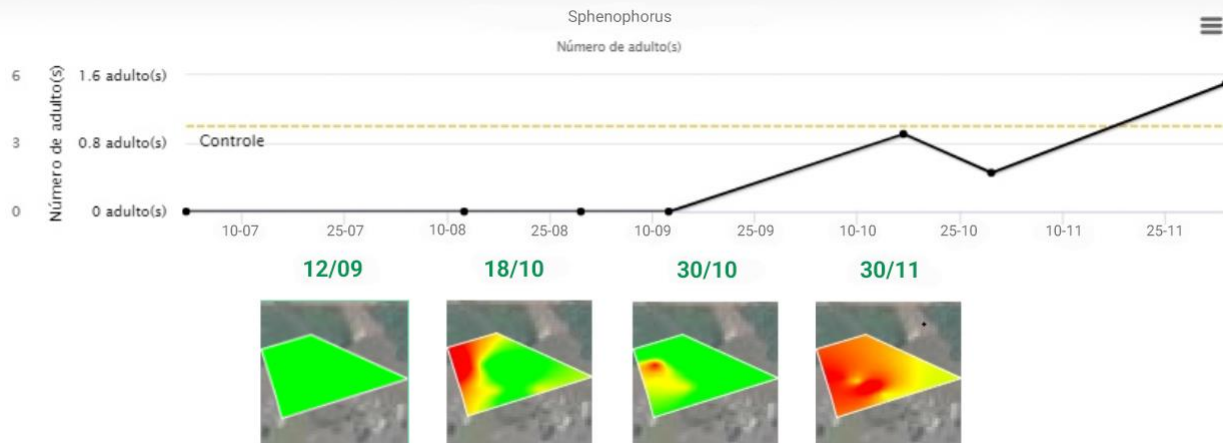 Sphenophorus
Número de adulto(s)
6
3
0
Número de adulto(s)
1.6 adulto(s)
0.8 adulto(s)
0 adulto(s)
Controle
10-07 25-07 10-08 25-08 10-09 25-09 10-10 25-10 10-11 25-11
12/09 18/10 30/10 30/11